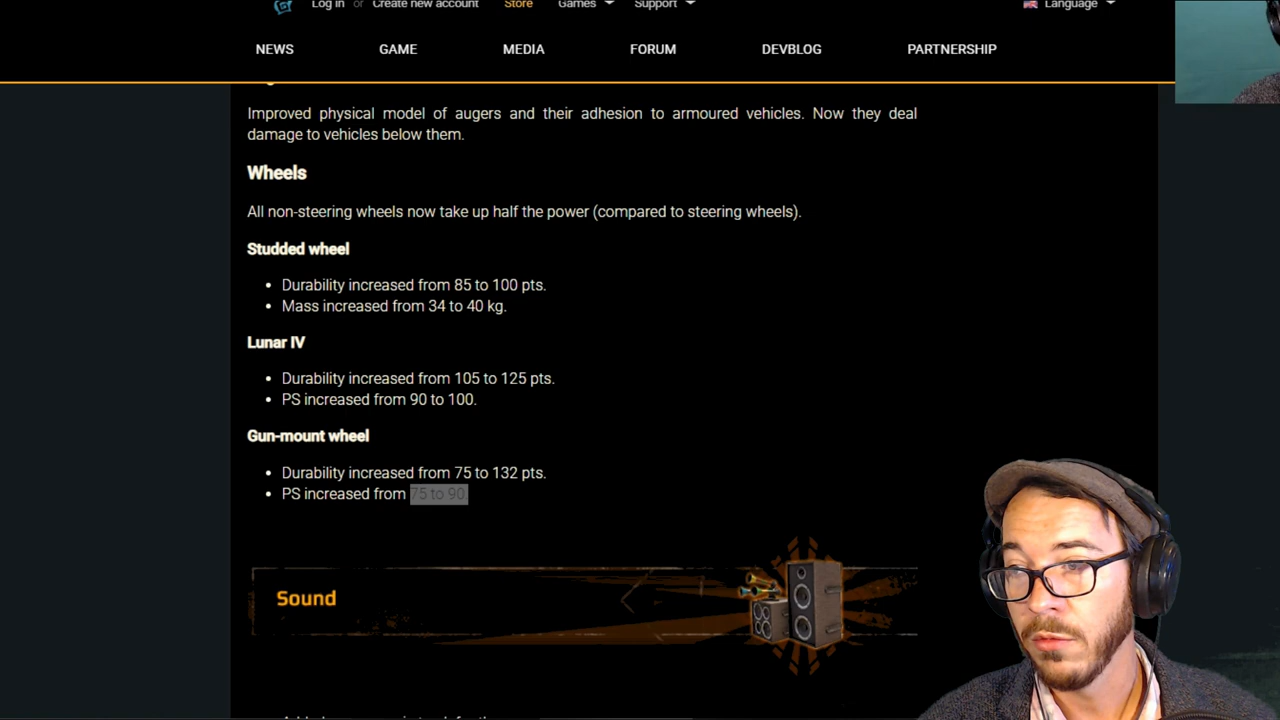 Log in or Create new account Store Games Support Language
NEWS GAME MEDIA FORUM DEVBLOG PARTNERSHIP
Improved physical model of augers and their adhesion to armoured vehicles. Now they deal
damage to vehicles below them.
Wheels
All non-steering wheels now take up half the power (compared to steering wheels).
Studded wheel
• Durability increased from 85 to 100 pts.
• Mass increased from 34 to 40 kg.
Lunar IV
• Durability increased from 105 to 125 pts.
• PS increased from 90 to 100.
Gun-mount wheel
• Durability increased from 75 to 132 pts.
• PS increased from 75 to 90.
Sound